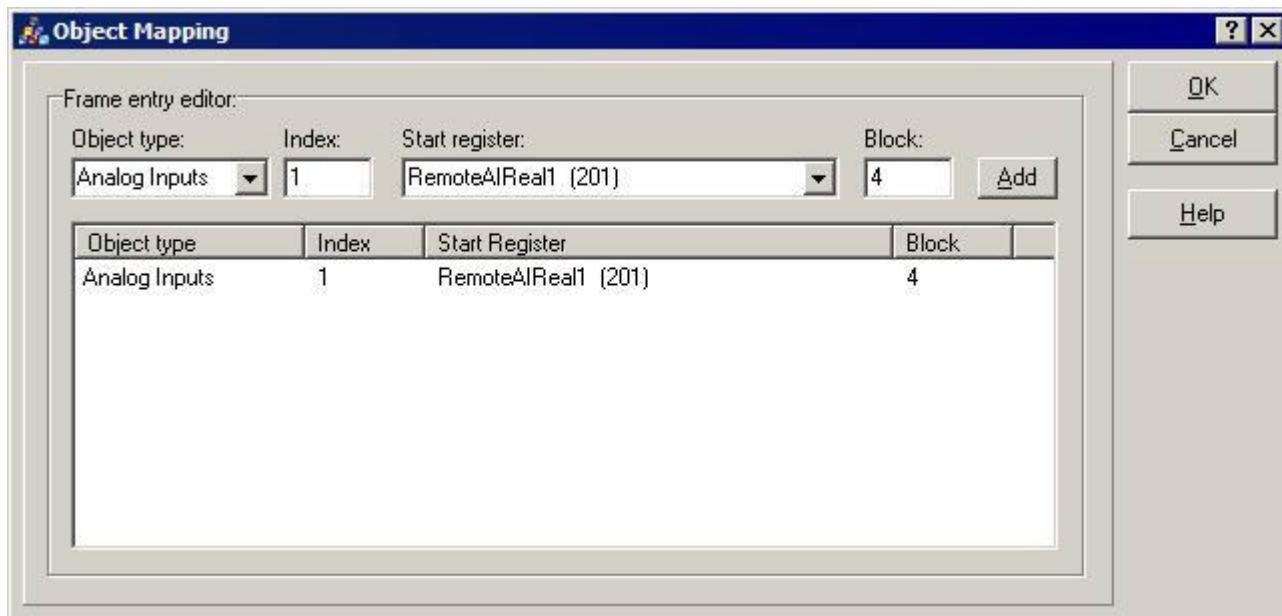 Object Mapping
Frame entry editor:
Object type: Index: Start register: Block:
Analog Inputs 1 RemoteAIReal1 (201) 4 Add
Object type Index Start Register Block
Analog Inputs 1 RemoteAIReal1 (201) 4
OK
Cancel
Help